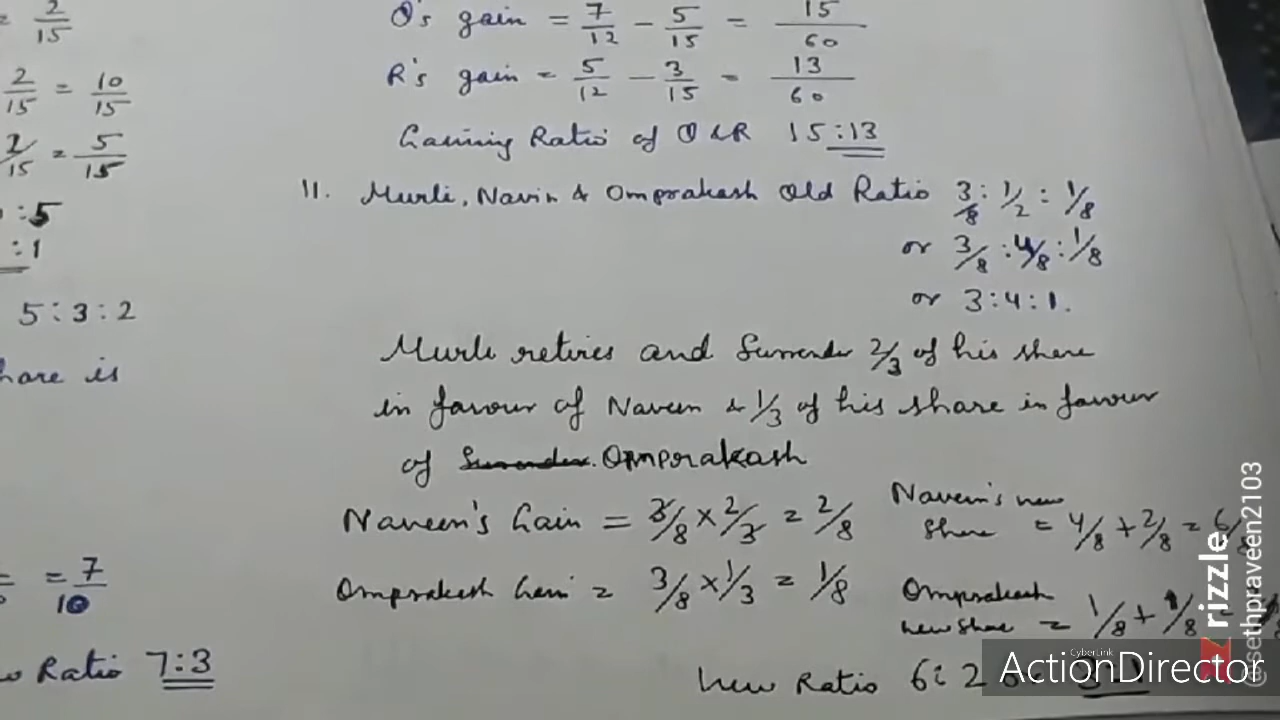 = 2/15
2/15 = 10/15
2/15 = 5/15
: 5
: 1
5 : 3 : 2
hare is
= 7/10
Ratio 7:3
O's gain = 7/12 - 5/15 = 15/60
R's gain = 5/12 - 3/15 = 13/60
Gaining Ratio of O & R 15:13
11. Murli, Navin & Omprakash Old Ratio 3/8 : 1/2 : 1/8
or 3/8 : 4/8 : 1/8
or 3:4:1.
Murli retires and Surrender 2/3 of his share
in favour of Naveen & 1/3 of his share in favour
of Surrender. Omprakash
Naveen's Gain = 3/8 × 2/3 = 2/8
Naveen's new
Share = 4/8 + 2/8 = 6/8
Omprakash Gain = 3/8 × 1/3 = 1/8
Omprakash
new share = 1/8 + 1/8 =
New Ratio 6:2 or 3:1
CyberLink
ActionDirector
rizzle
@sethpraveen2103